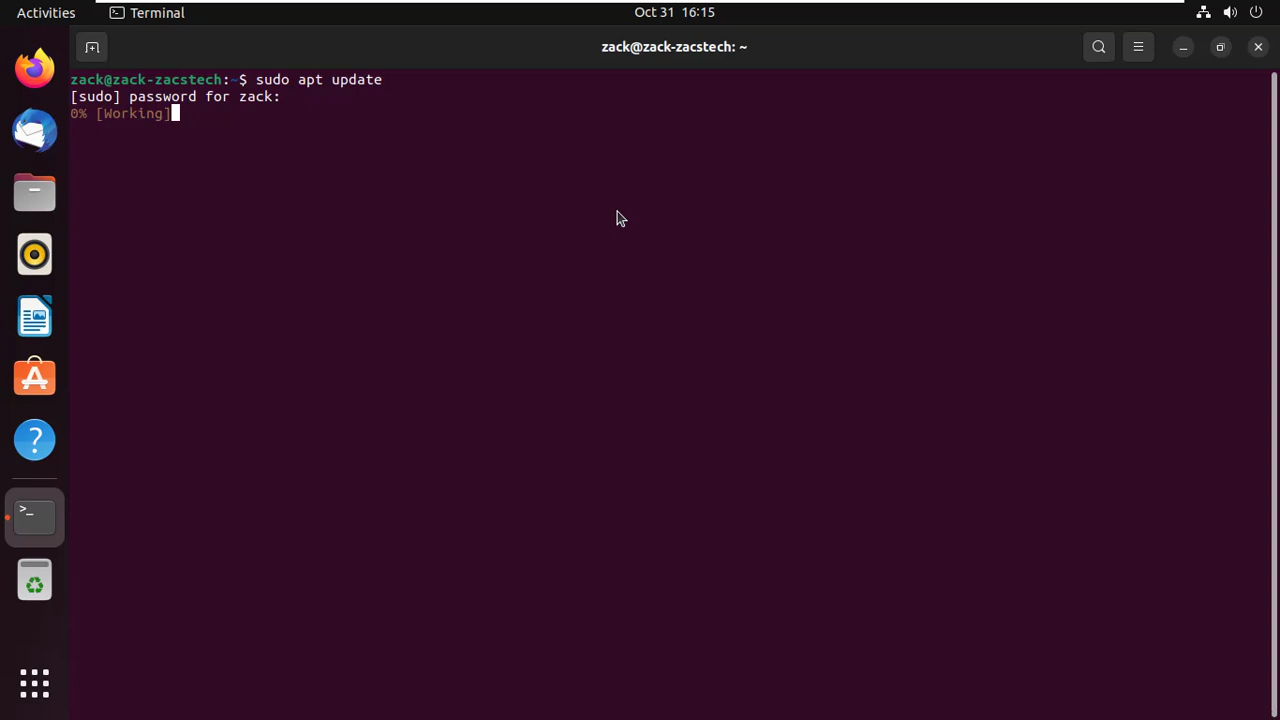 Activities
Terminal
Oct 31 16:15
zack@zack-zacstech: ~
zack@zack-zacstech:~$ sudo apt update
[sudo] password for zack:
0% [Working]
>_
?